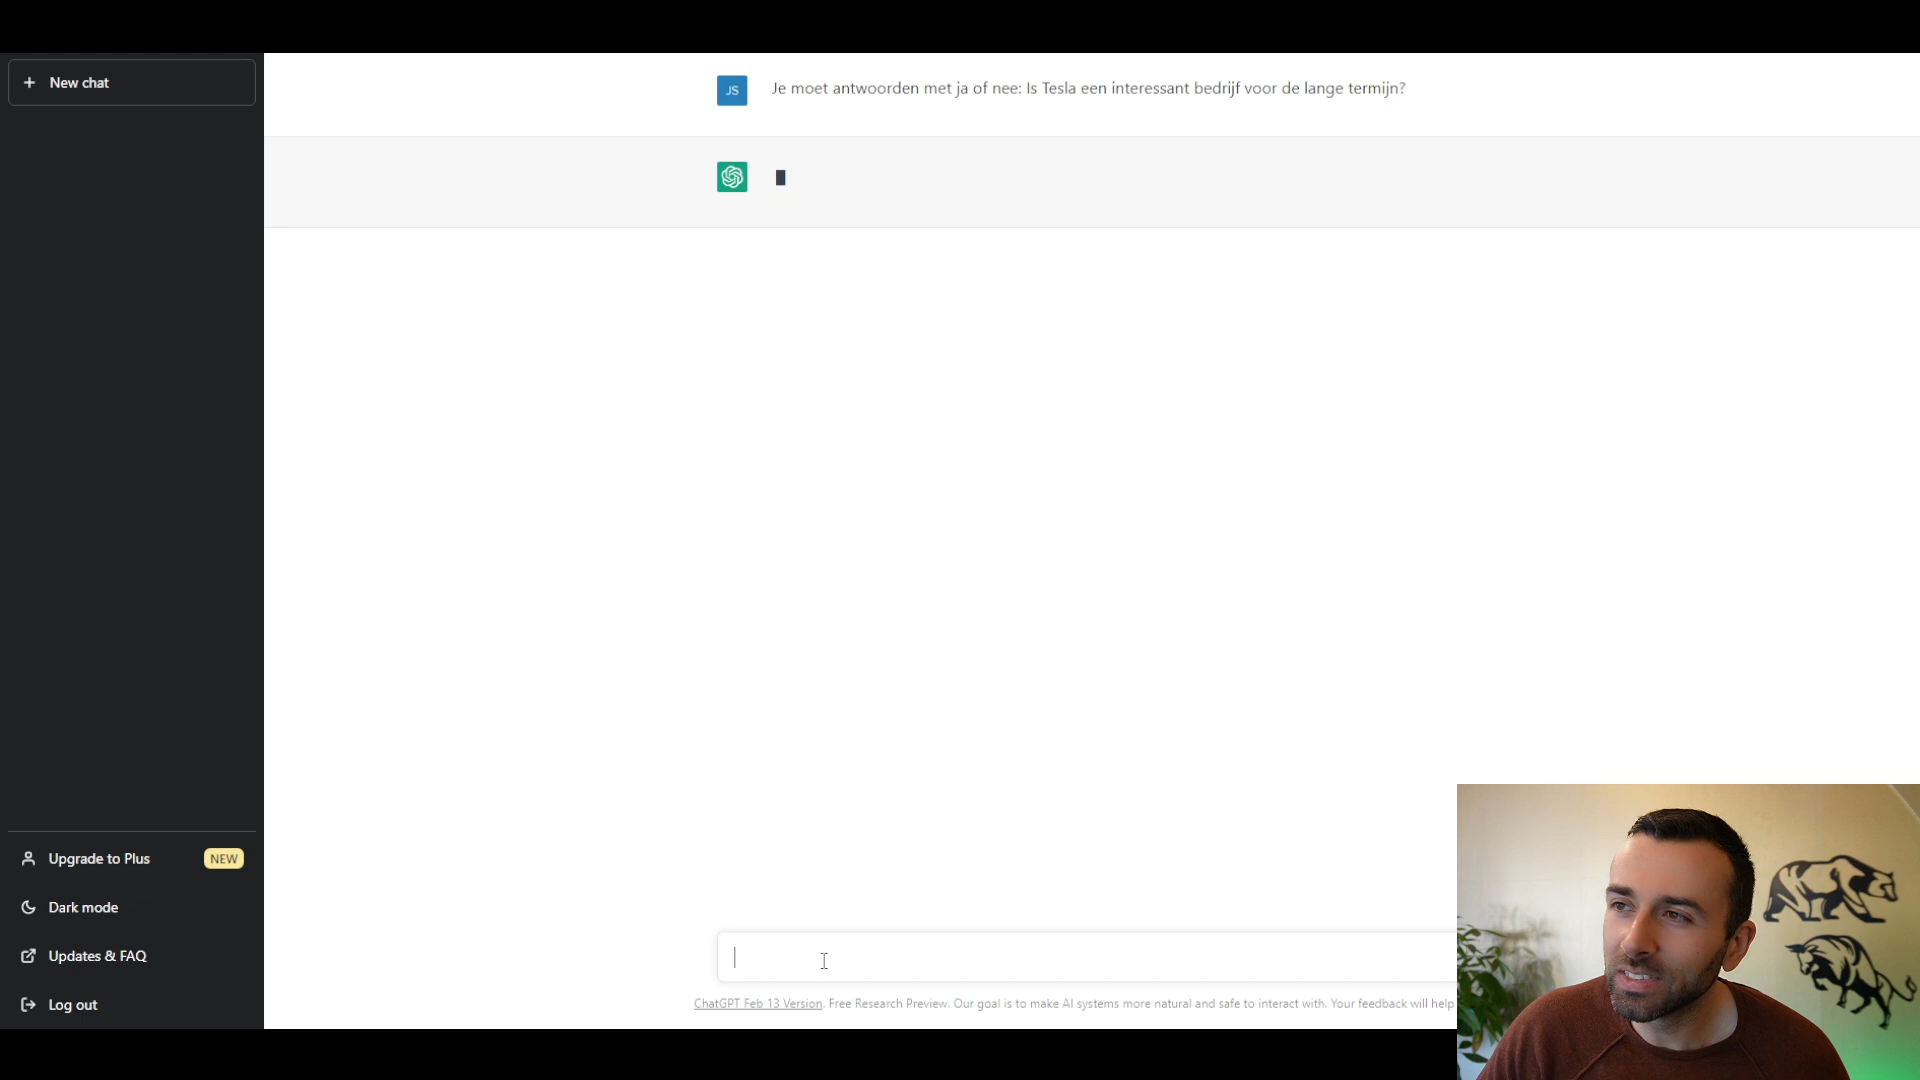 New chat
JS
Je moet antwoorden met ja of nee: Is Tesla een interessant bedrijf voor de lange termijn?
Upgrade to Plus NEW
Dark mode
Updates & FAQ
Log out
ChatGPT Feb 13 Version. Free Research Preview. Our goal is to make AI systems more natural and safe to interact with. Your feedback will help